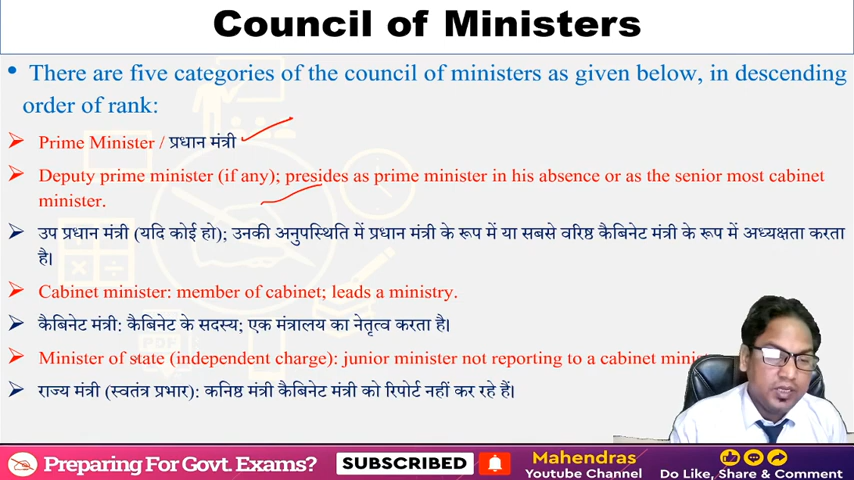 Council of Ministers
• There are five categories of the council of ministers as given below, in descending
order of rank:
➢ Prime Minister / प्रधान मंत्री
➢ Deputy prime minister (if any); presides as prime minister in his absence or as the senior most cabinet
minister.
➢ उप प्रधान मंत्री (यदि कोई हो); उनकी अनुपस्थिति में प्रधान मंत्री के रूप में या सबसे वरिष्ठ कैबिनेट मंत्री के रूप में अध्यक्षता करता
है।
➢ Cabinet minister: member of cabinet; leads a ministry.
➢ कैबिनेट मंत्री: कैबिनेट के सदस्य; एक मंत्रालय का नेतृत्व करता है।
➢ Minister of state (independent charge): junior minister not reporting to a cabinet
➢ राज्य मंत्री (स्वतंत्र प्रभार): कनिष्ठ मंत्री कैबिनेट मंत्री को रिपोर्ट नहीं कर रहे हैं।
PDF
Preparing For Govt. Exams?
SUBSCRIBED
Mahendras
Youtube Channel
Do Like, Share & Comment